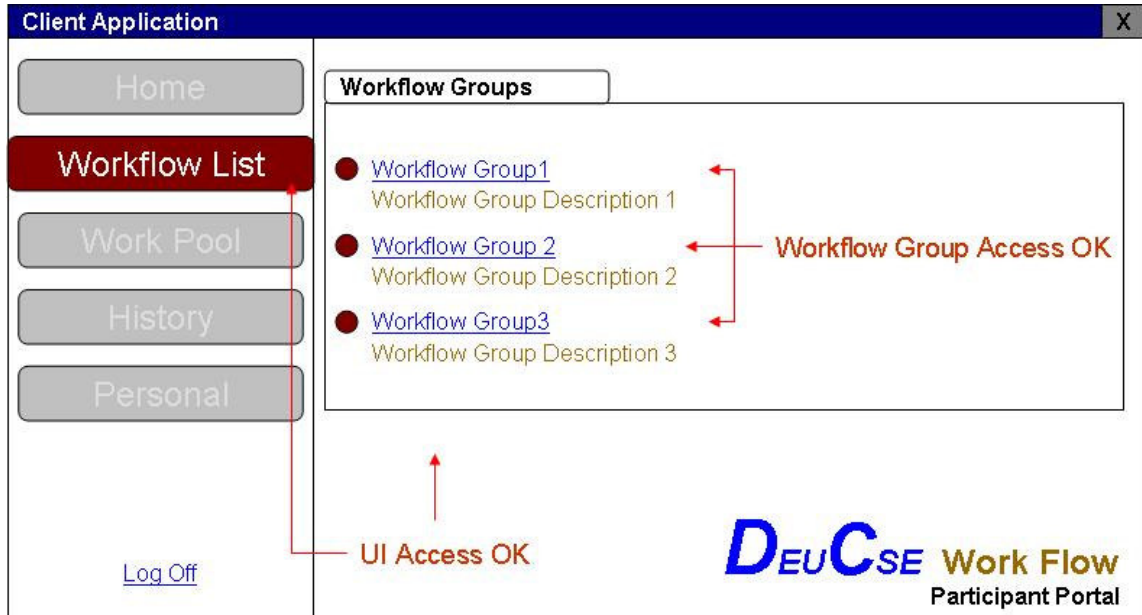 Client Application
X
Home
Workflow List
Work Pool
History
Personal
Log Off
Workflow Groups
Workflow Group1
Workflow Group Description 1
Workflow Group 2
Workflow Group Description 2
Workflow Group3
Workflow Group Description 3
Workflow Group Access OK
UI Access OK
DEUCSE Work Flow
Participant Portal